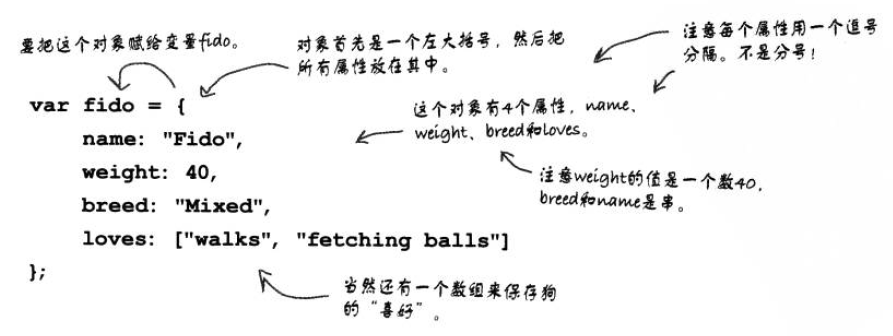 要把这个对象赋给变量fido。
对象首先是一个左大括号，然后把
所有属性放在其中。
注意每个属性用一个逗号
分隔。不是分号！
var fido = {
name: "Fido",
weight: 40,
breed: "Mixed",
loves: ["walks", "fetching balls"]
};
这个对象有4个属性，name、
weight、breed和loves。
注意weight的值是一个数40，
breed和name是串。
当然还有一个数组来保存狗
的“喜好”。